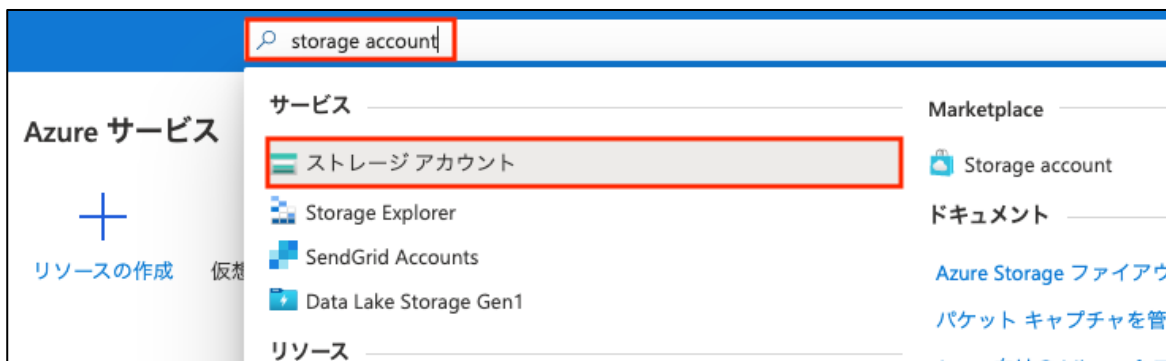 storage account
Azure サービス
リソースの作成
仮想
サービス
ストレージ アカウント
Storage Explorer
SendGrid Accounts
Data Lake Storage Gen1
リソース
Marketplace
Storage account
ドキュメント
Azure Storage ファイアウ
パケット キャプチャを管